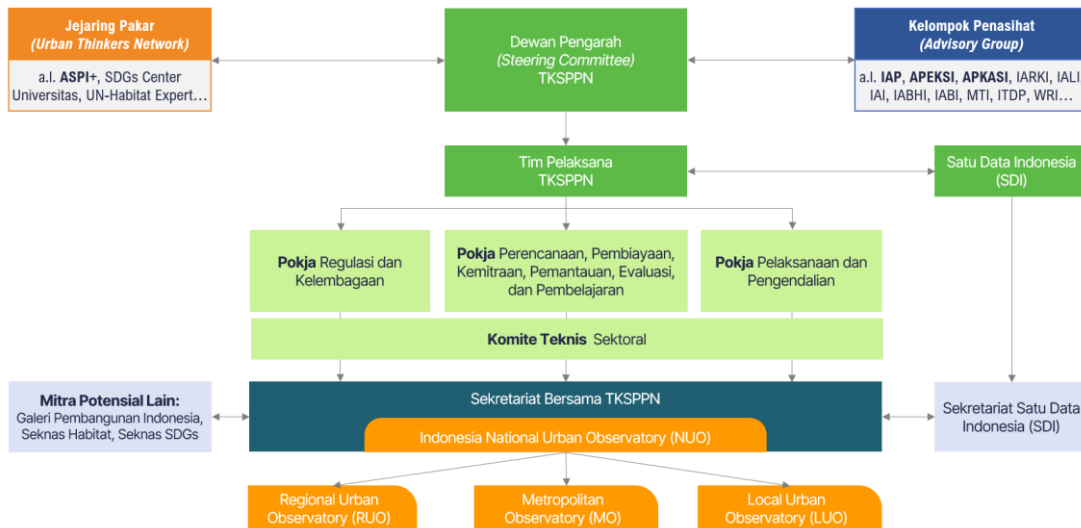 Jejaring Pakar
(Urban Thinkers Network)
a.l. ASPI+, SDGs Center
Universitas, UN-Habitat Expert...
Dewan Pengarah
(Steering Committee)
TKSPPN
Kelompok Penasihat
(Advisory Group)
a.l. IAP, APEKSI, APKASI, IARKI, IALI,
IAI, IABHI, IABI, MTI, ITDP, WRI...
Tim Pelaksana
TKSPPN
Satu Data Indonesia
(SDI)
Pokja Regulasi dan
Kelembagaan
Pokja Perencanaan, Pembiayaan,
Kemitraan, Pemantauan, Evaluasi,
dan Pembelajaran
Pokja Pelaksanaan dan
Pengendalian
Komite Teknis Sektoral
Mitra Potensial Lain:
Galeri Pembangunan Indonesia,
Seknas Habitat, Seknas SDGs
Sekretariat Bersama TKSPPN
Indonesia National Urban Observatory (NUO)
Sekretariat Satu Data
Indonesia (SDI)
Regional Urban
Observatory (RUO)
Metropolitan
Observatory (MO)
Local Urban
Observatory (LUO)